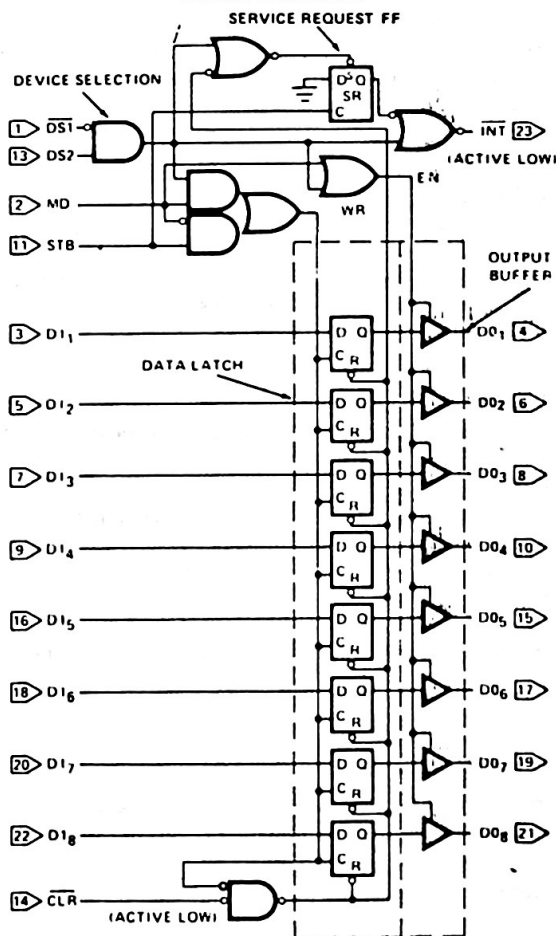 SERVICE REQUEST FF
DEVICE SELECTION
D S Q
SR
C
1 DS1
13 DS2
INT 23
(ACTIVE LOW)
2 MD
EN
WR
11 STB
OUTPUT
BUFFER
3 DI1 D Q C R DO1 4
DATA LATCH
5 DI2 D Q C R DO2 6
7 DI3 D Q C R DO3 8
9 DI4 D Q C R DO4 10
16 DI5 D Q C R DO5 15
18 DI6 D Q C R DO6 17
20 DI7 D Q C R DO7 19
22 DI8 D Q C R DO8 21
14 CLR
(ACTIVE LOW)